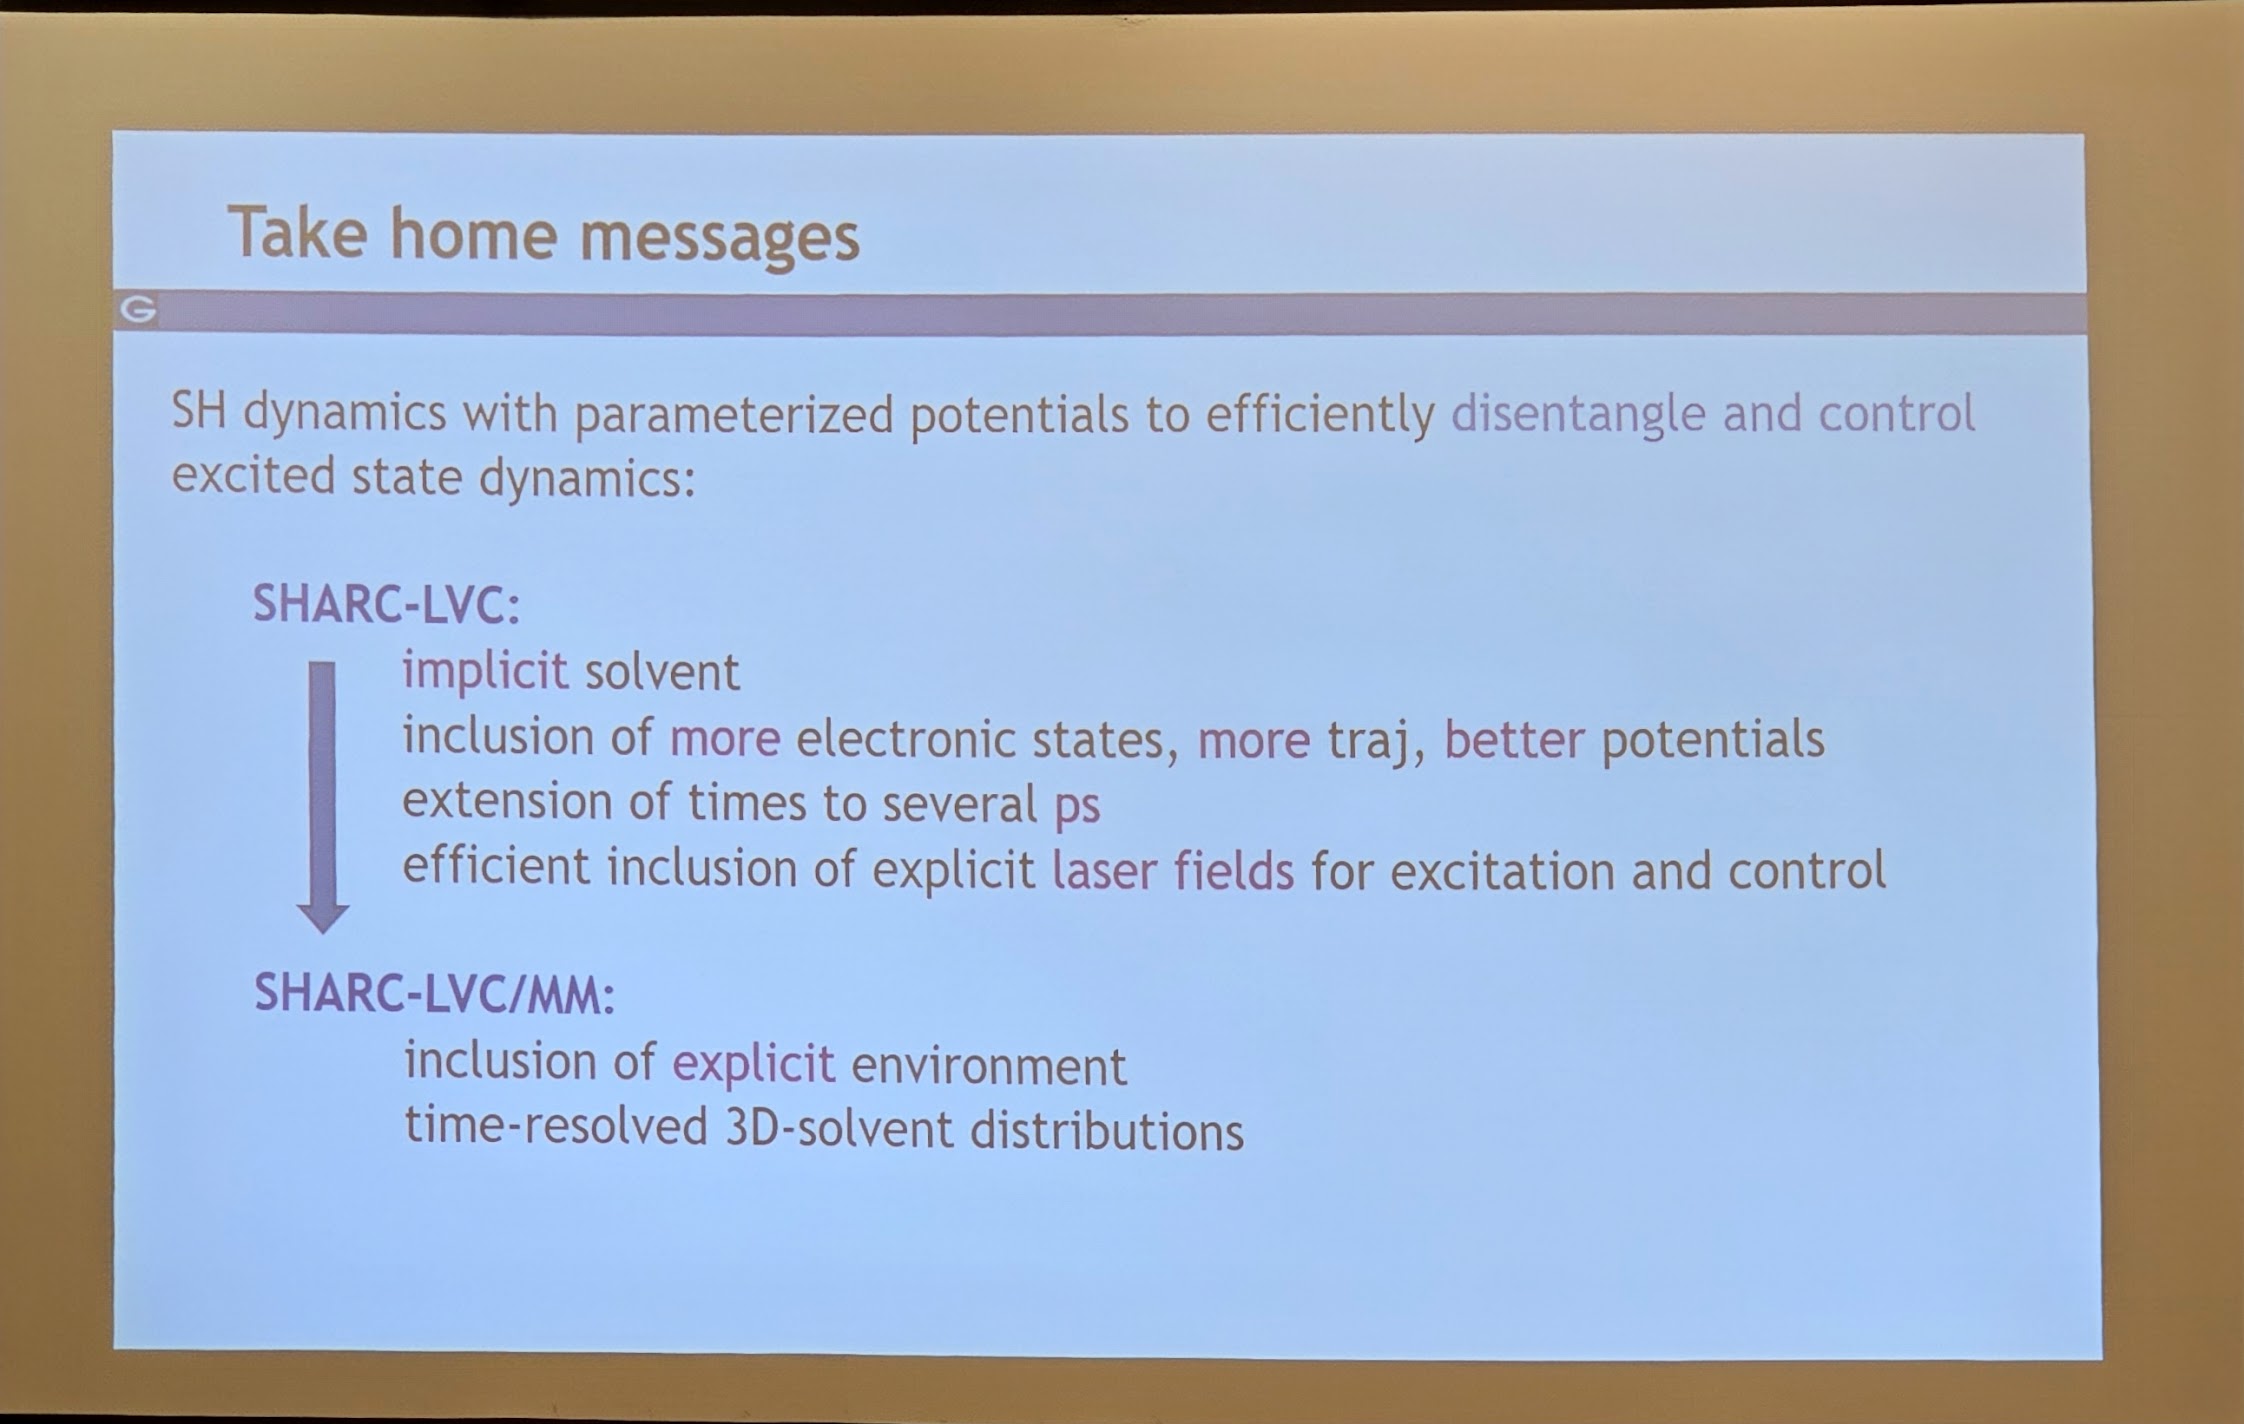 Take home messages
G
SH dynamics with parameterized potentials to efficiently disentangle and control
excited state dynamics:
SHARC-LVC:
implicit solvent
inclusion of more electronic states, more traj, better potentials
extension of times to several ps
efficient inclusion of explicit laser fields for excitation and control
SHARC-LVC/MM:
inclusion of explicit environment
time-resolved 3D-solvent distributions